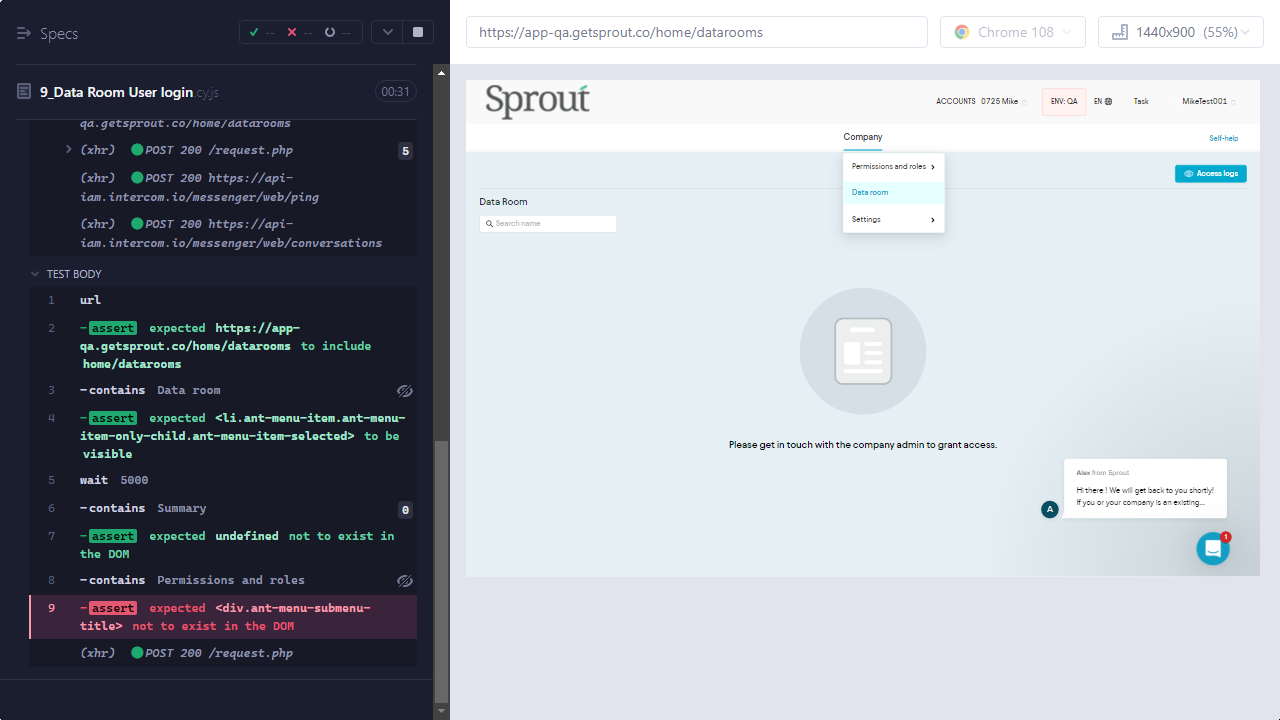 Specs
--
--
--
https://app-qa.getsprout.co/home/datarooms
Chrome 108
1440x900 (55%)
9_Data Room User login cy.js
00:31
qa.getsprout.co/home/datarooms
(xhr) POST 200 /request.php
5
(xhr) POST 200 https://api-
iam.intercom.io/messenger/web/ping
(xhr) POST 200 https://api-
iam.intercom.io/messenger/web/conversations
TEST BODY
1 url
2 -assert expected https://app-
qa.getsprout.co/home/datarooms to include
home/datarooms
3 -contains Data room
4 -assert expected <li.ant-menu-item.ant-menu-
item-only-child.ant-menu-item-selected> to be
visible
5 wait 5000
6 -contains Summary
0
7 -assert expected undefined not to exist in
the DOM
8 -contains Permissions and roles
9 -assert expected <div.ant-menu-submenu-
title> not to exist in the DOM
(xhr) POST 200 /request.php
Sprout
ACCOUNTS 0725 Mike
ENV: QA
EN
Task
MikeTest001
Company
Self-help
Permissions and roles
Data room
Settings
Access logs
Data Room
Search name
Please get in touch with the company admin to grant access.
Alex from Sprout
Hi there ! We will get back to you shortly!
If you or your company is an existing...
A
1